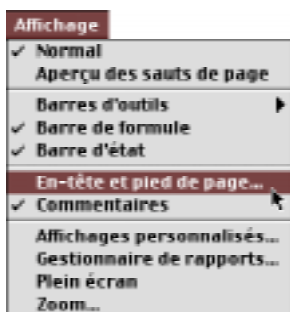 Affichage
✓ Normal
Aperçu des sauts de page
Barres d'outils
✓ Barre de formule
✓ Barre d'état
En-tête et pied de page...
✓ Commentaires
Affichages personnalisés...
Gestionnaire de rapports...
Plein écran
Zoom...